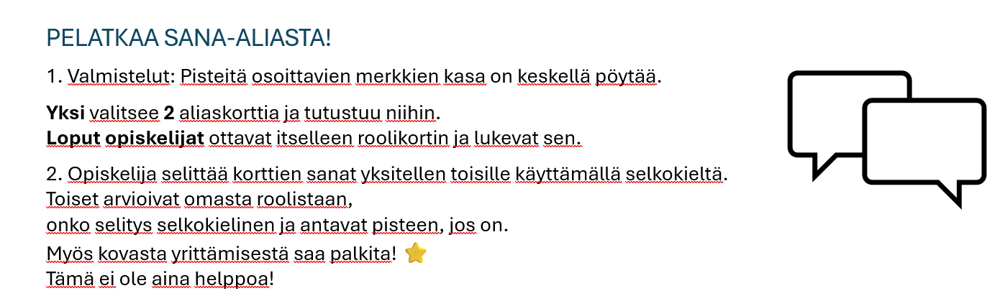 PELATKAA SANA-ALIASTA!
1. Valmistelut: Pisteitä osoittavien merkkien kasa on keskellä pöytää.
Yksi valitsee 2 aliaskorttia ja tutustuu niihin.
Loput opiskelijat ottavat itselleen roolikortin ja lukevat sen.
2. Opiskelija selittää korttien sanat yksitellen toisille käyttämällä selkokieltä.
Toiset arvioivat omasta roolistaan,
onko selitys selkokielinen ja antavat pisteen, jos on.
Myös kovasta yrittämisestä saa palkita! ⭐
Tämä ei ole aina helppoa!